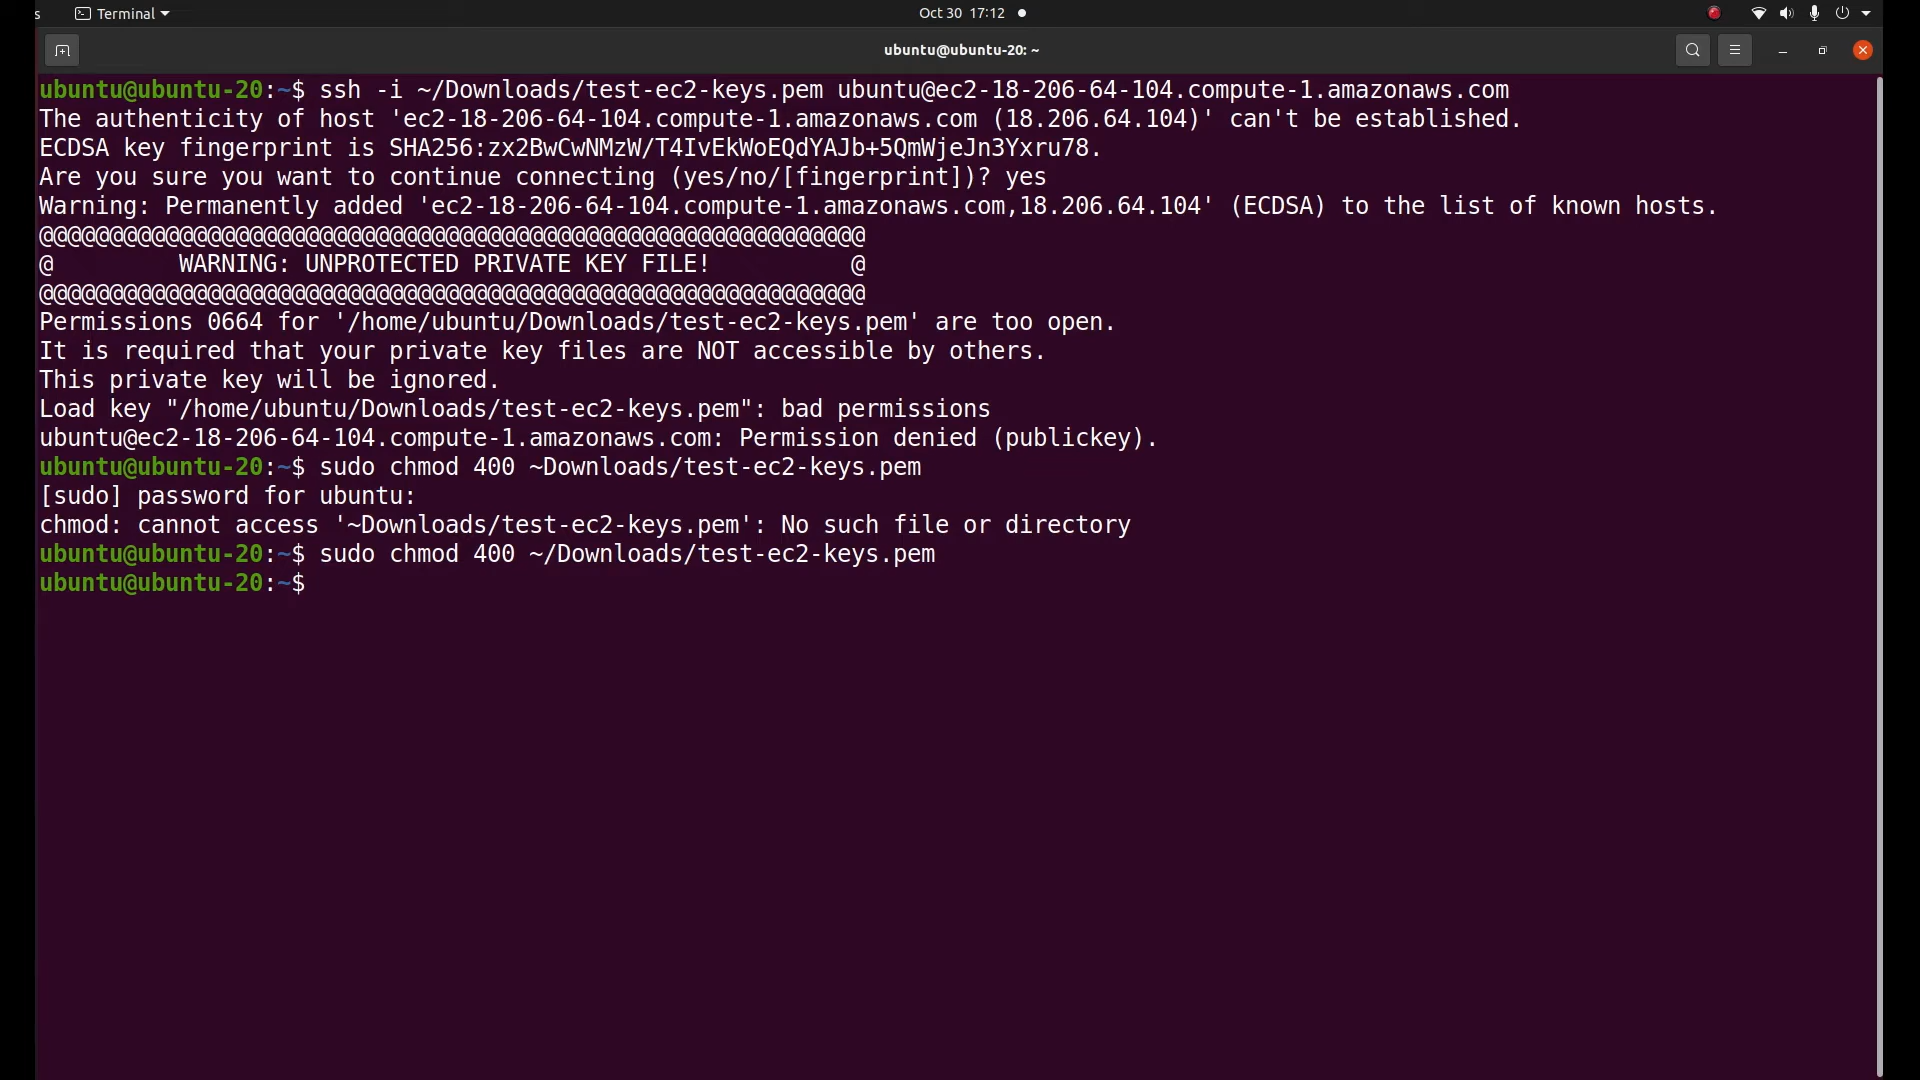 s Terminal Oct 30 17:12
ubuntu@ubuntu-20: ~
ubuntu@ubuntu-20:~$ ssh -i ~/Downloads/test-ec2-keys.pem ubuntu@ec2-18-206-64-104.compute-1.amazonaws.com
The authenticity of host 'ec2-18-206-64-104.compute-1.amazonaws.com (18.206.64.104)' can't be established.
ECDSA key fingerprint is SHA256:zx2BwCwNMzW/T4IvEkWoEQdYAJb+5QmWjeJn3Yxru78.
Are you sure you want to continue connecting (yes/no/[fingerprint])? yes
Warning: Permanently added 'ec2-18-206-64-104.compute-1.amazonaws.com,18.206.64.104' (ECDSA) to the list of known hosts.
@@@@@@@@@@@@@@@@@@@@@@@@@@@@@@@@@@@@@@@@@@@@@@@@@@@@@@@@@@@
@         WARNING: UNPROTECTED PRIVATE KEY FILE!          @
@@@@@@@@@@@@@@@@@@@@@@@@@@@@@@@@@@@@@@@@@@@@@@@@@@@@@@@@@@@
Permissions 0664 for '/home/ubuntu/Downloads/test-ec2-keys.pem' are too open.
It is required that your private key files are NOT accessible by others.
This private key will be ignored.
Load key "/home/ubuntu/Downloads/test-ec2-keys.pem": bad permissions
ubuntu@ec2-18-206-64-104.compute-1.amazonaws.com: Permission denied (publickey).
ubuntu@ubuntu-20:~$ sudo chmod 400 ~Downloads/test-ec2-keys.pem
[sudo] password for ubuntu:
chmod: cannot access '~Downloads/test-ec2-keys.pem': No such file or directory
ubuntu@ubuntu-20:~$ sudo chmod 400 ~/Downloads/test-ec2-keys.pem
ubuntu@ubuntu-20:~$